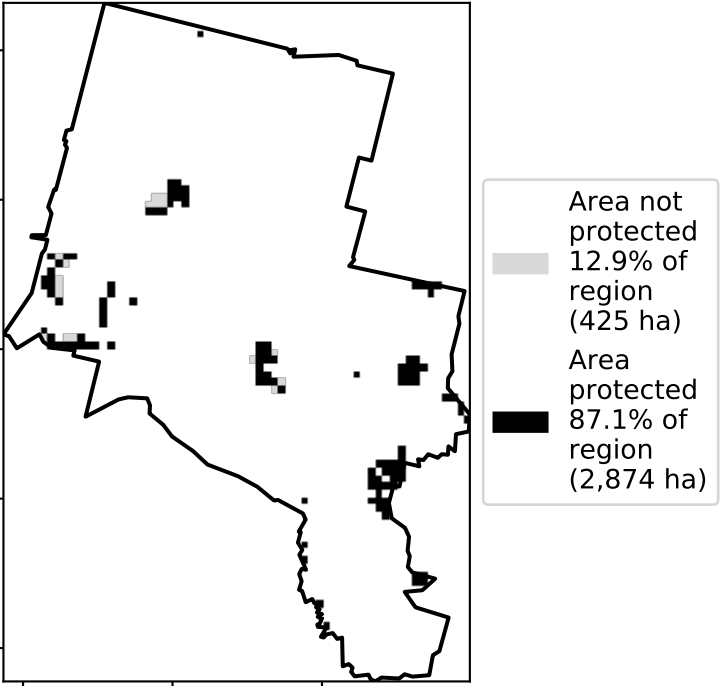 Area not
protected
12.9% of
region
(425 ha)
Area
protected
87.1% of
region
(2,874 ha)